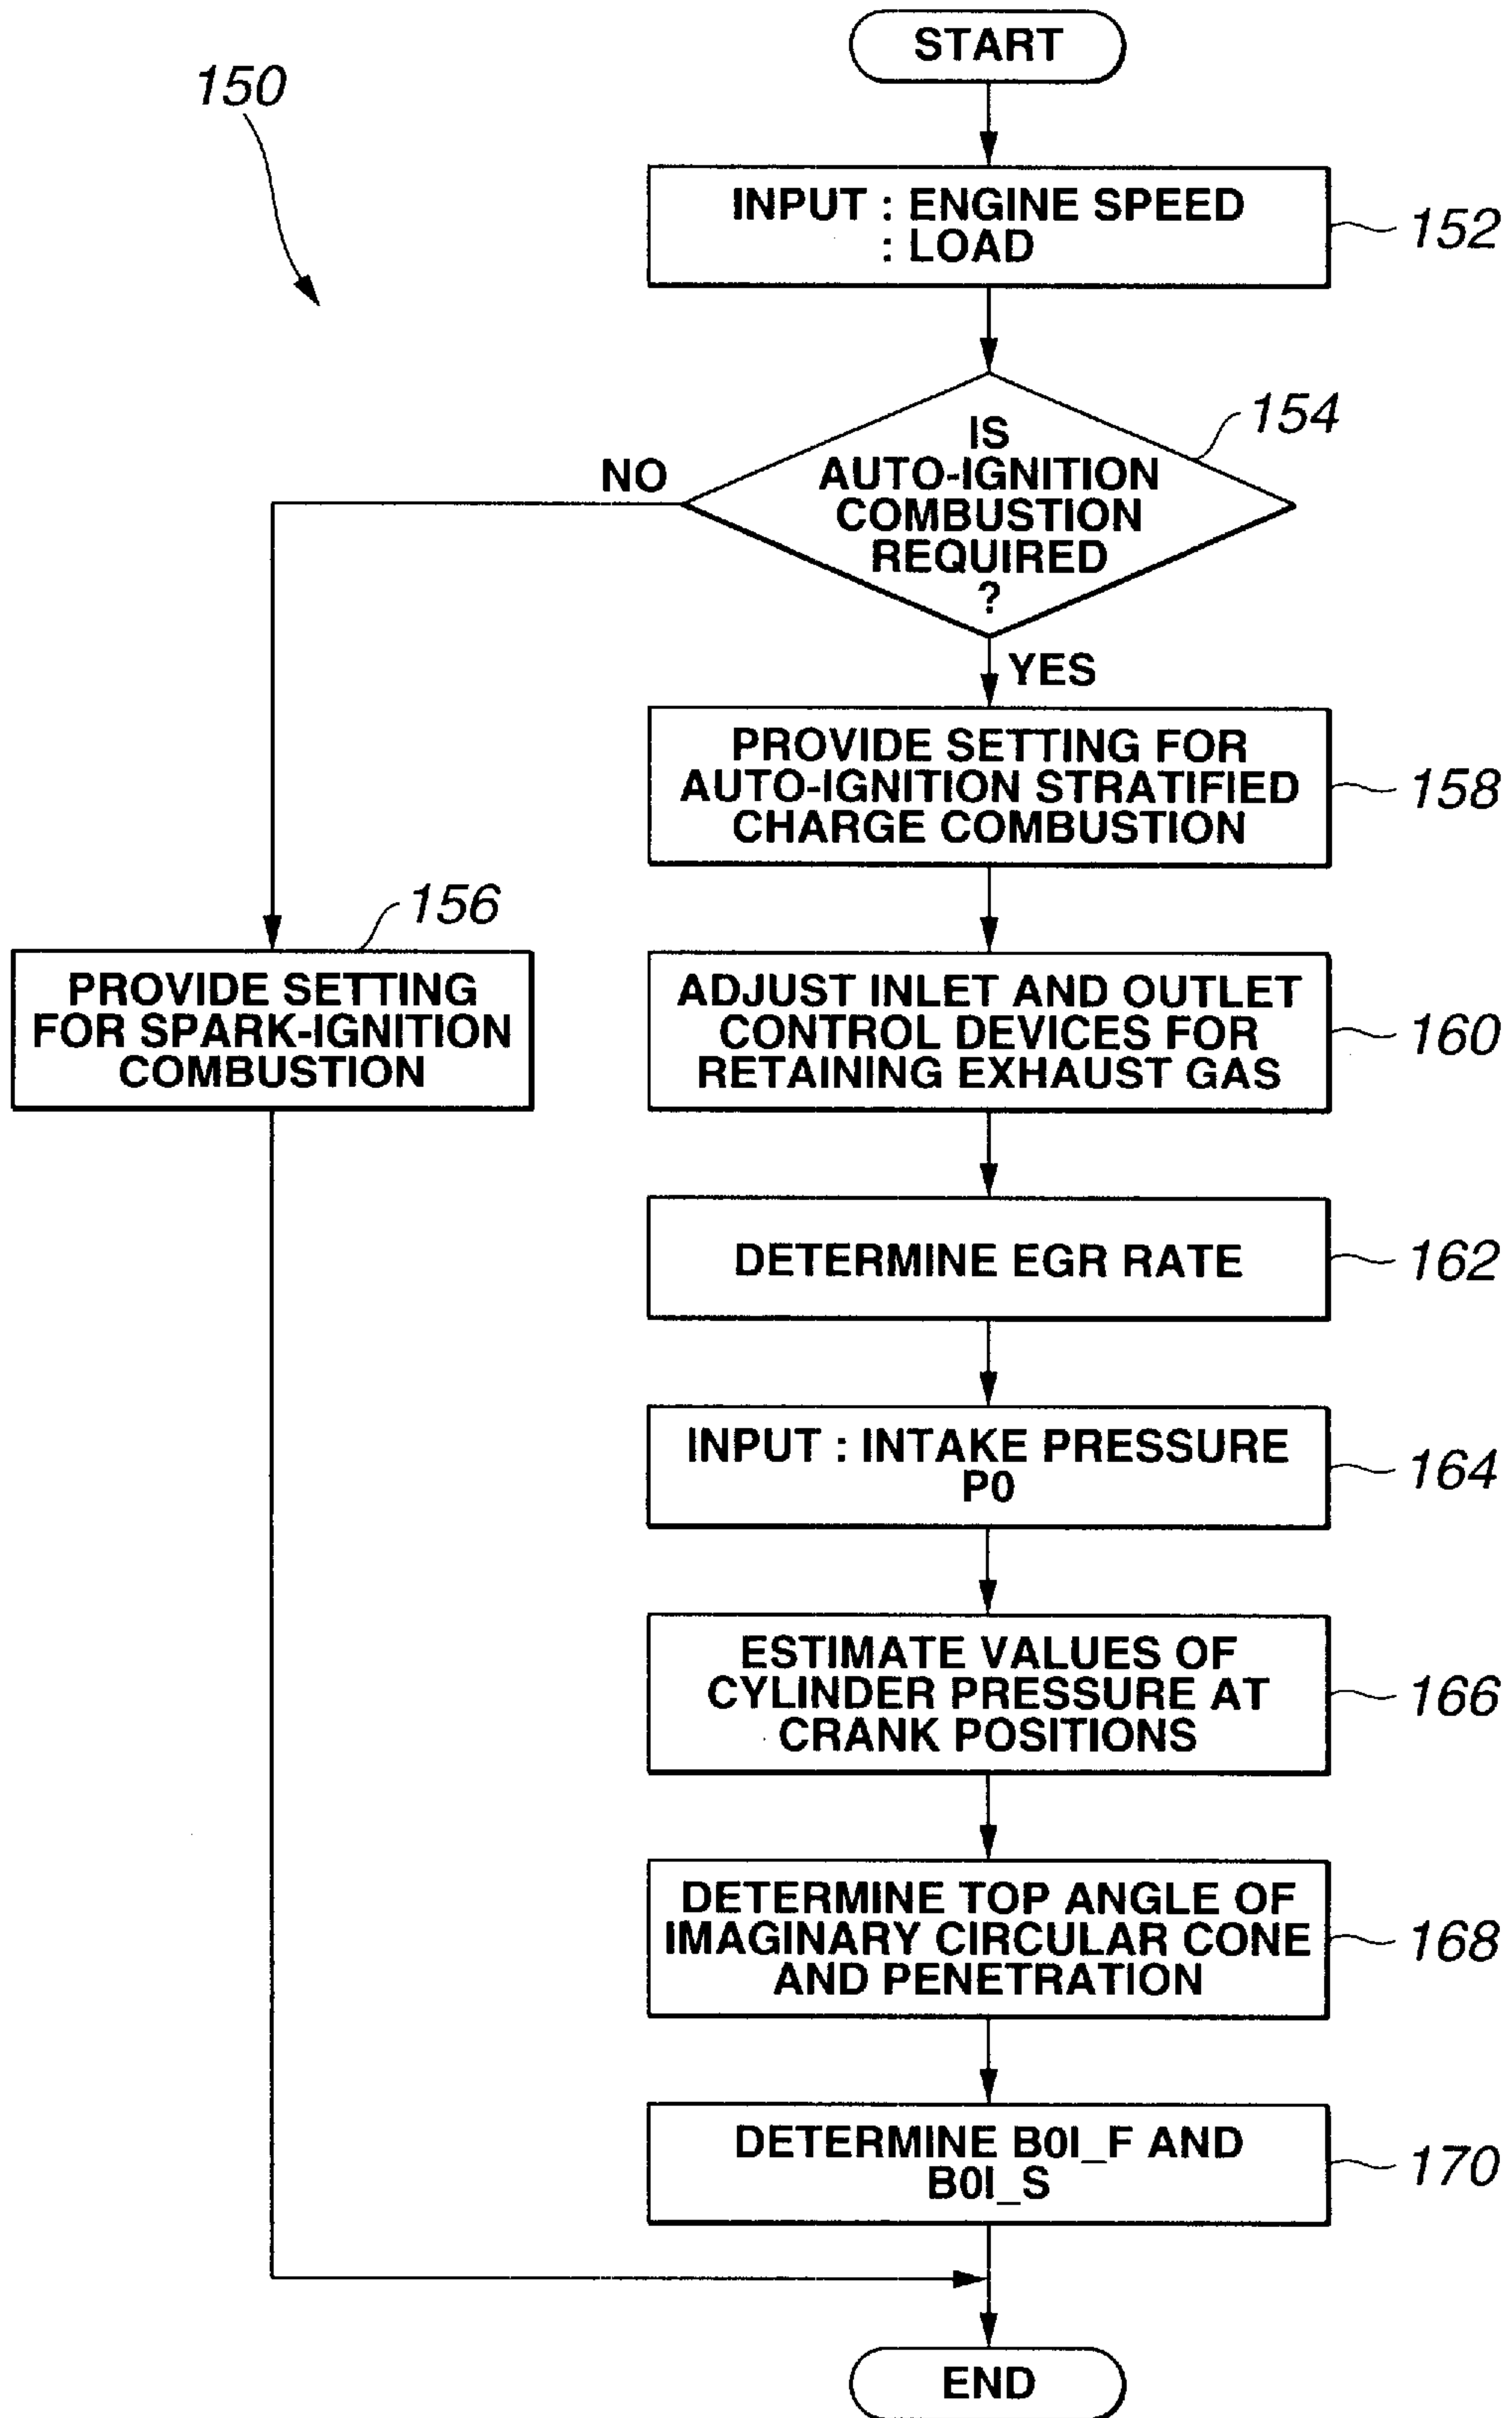 START
150
INPUT : ENGINE SPEED
: LOAD
152
IS
AUTO-IGNITION
COMBUSTION
REQUIRED
?
154
NO
YES
PROVIDE SETTING FOR
AUTO-IGNITION STRATIFIED
CHARGE COMBUSTION
158
156
PROVIDE SETTING
FOR SPARK-IGNITION
COMBUSTION
ADJUST INLET AND OUTLET
CONTROL DEVICES FOR
RETAINING EXHAUST GAS
160
DETERMINE EGR RATE
162
INPUT : INTAKE PRESSURE
P0
164
ESTIMATE VALUES OF
CYLINDER PRESSURE AT
CRANK POSITIONS
166
DETERMINE TOP ANGLE OF
IMAGINARY CIRCULAR CONE
AND PENETRATION
168
DETERMINE B0I_F AND
B0I_S
170
END